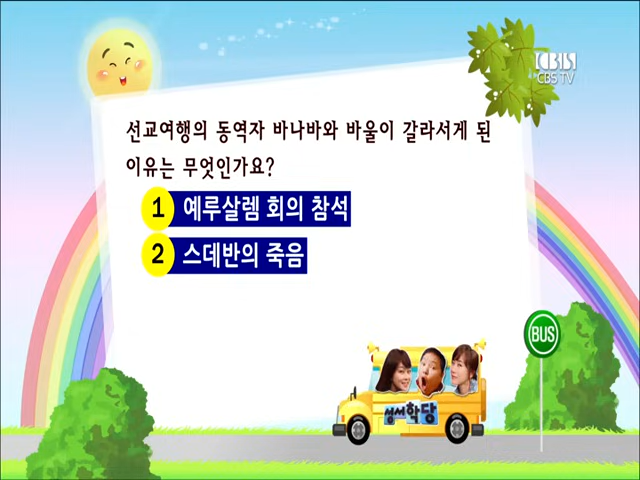 CBS
CBS TV
선교여행의 동역자 바나바와 바울이 갈라서게 된
이유는 무엇인가요?
1 예루살렘 회의 참석
2 스데반의 죽음
BUS
성서학당